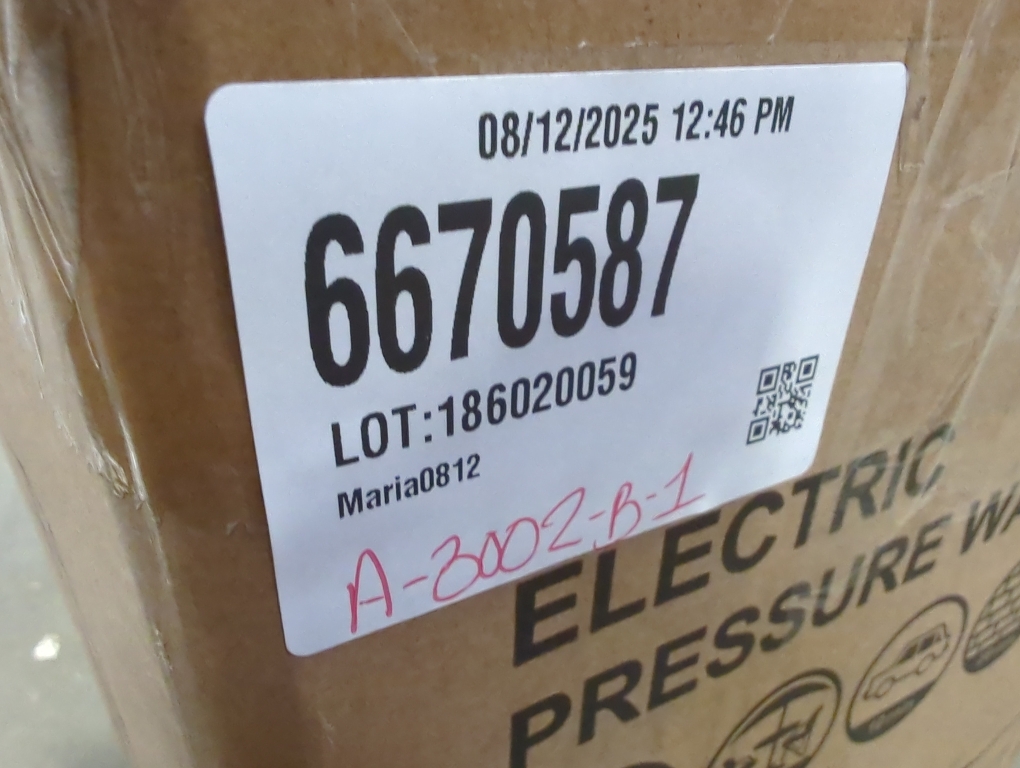 08/12/2025 12:46 PM
6670587
LOT:186020059
Maria0812
A-3002-B-1
ELECTRIC
PRESSURE WA